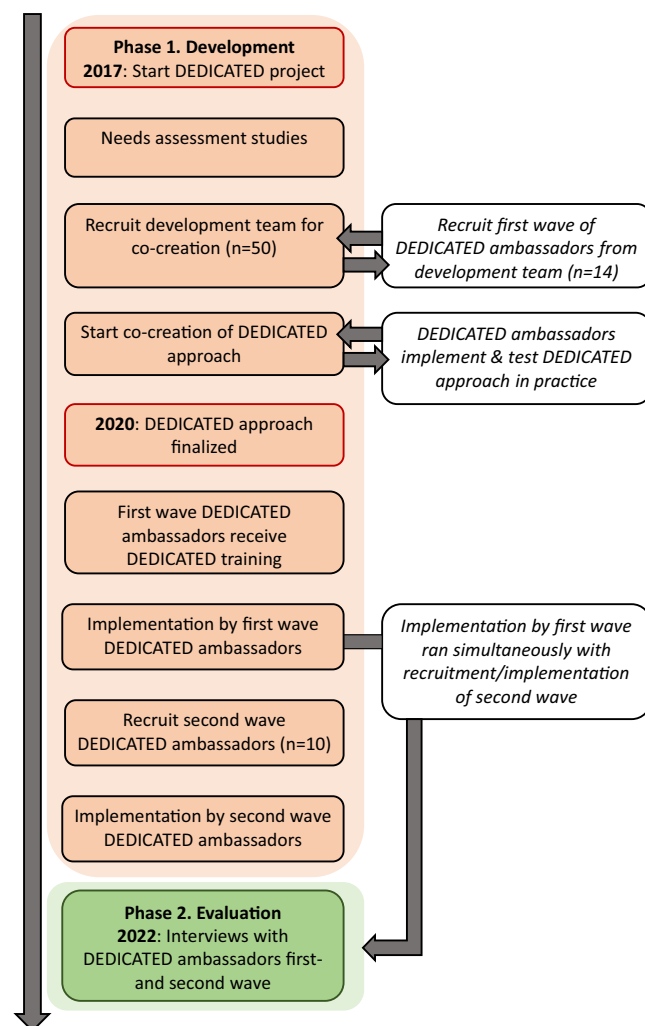 Phase 1. Development
2017: Start DEDICATED project
Needs assessment studies
Recruit development team for
co-creation (n=50)
Recruit first wave of
DEDICATED ambassadors from
development team (n=14)
Start co-creation of DEDICATED
approach
DEDICATED ambassadors
implement & test DEDICATED
approach in practice
2020: DEDICATED approach
finalized
First wave DEDICATED
ambassadors receive
DEDICATED training
Implementation by first wave
DEDICATED ambassadors
Implementation by first wave
ran simultaneously with
recruitment/implementation
of second wave
Recruit second wave
DEDICATED ambassadors (n=10)
Implementation by second wave
DEDICATED ambassadors
Phase 2. Evaluation
2022: Interviews with
DEDICATED ambassadors first-
and second wave